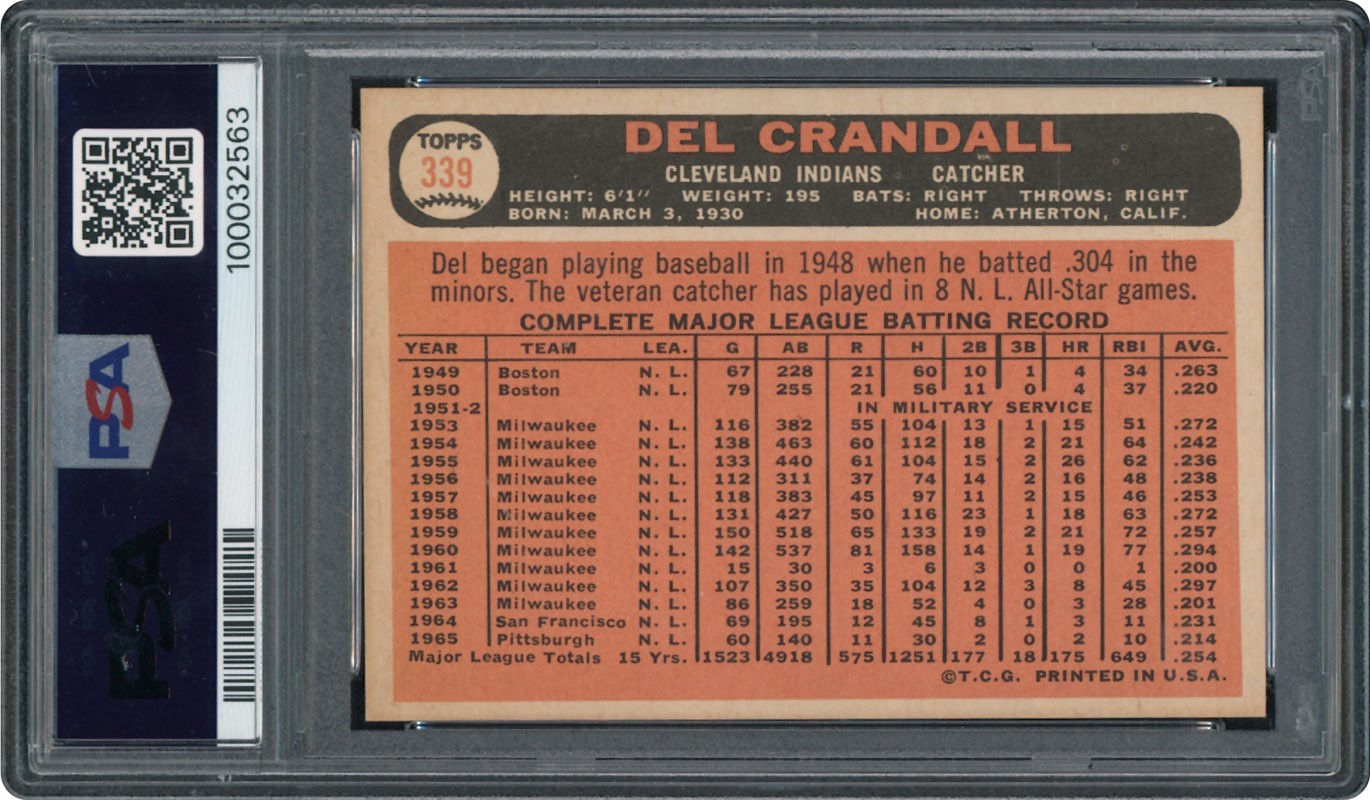 100032563
PSA
PSA
TOPPS
339
DEL CRANDALL
CLEVELAND INDIANS CATCHER
HEIGHT: 6'1" WEIGHT: 195 BATS: RIGHT THROWS: RIGHT
BORN: MARCH 3, 1930 HOME: ATHERTON, CALIF.
Del began playing baseball in 1948 when he batted .304 in the
minors. The veteran catcher has played in 8 N. L. All-Star games.
COMPLETE MAJOR LEAGUE BATTING RECORD
YEAR TEAM LEA. G AB R H 2B 3B HR RBI AVG.
1949 Boston N. L. 67 228 21 60 10 1 4 34 .263
1950 Boston N. L. 79 255 21 56 11 0 4 37 .220
1951-2 IN MILITARY SERVICE
1953 Milwaukee N. L. 116 382 55 104 13 1 15 51 .272
1954 Milwaukee N. L. 138 463 60 112 18 2 21 64 .242
1955 Milwaukee N. L. 133 440 61 104 15 2 26 62 .236
1956 Milwaukee N. L. 112 311 37 74 14 2 16 48 .238
1957 Milwaukee N. L. 118 383 45 97 11 2 15 46 .253
1958 Milwaukee N. L. 131 427 50 116 23 1 18 63 .272
1959 Milwaukee N. L. 150 518 65 133 19 2 21 72 .257
1960 Milwaukee N. L. 142 537 81 158 14 1 19 77 .294
1961 Milwaukee N. L. 15 30 3 6 3 0 0 1 .200
1962 Milwaukee N. L. 107 350 35 104 12 3 8 45 .297
1963 Milwaukee N. L. 86 259 18 52 4 0 3 28 .201
1964 San Francisco N. L. 69 195 12 45 8 1 3 11 .231
1965 Pittsburgh N. L. 60 140 11 30 2 0 2 10 .214
Major League Totals 15 Yrs. 1523 4918 575 1251 177 18 175 649 .254
©T.C.G. PRINTED IN U.S.A.
PSA